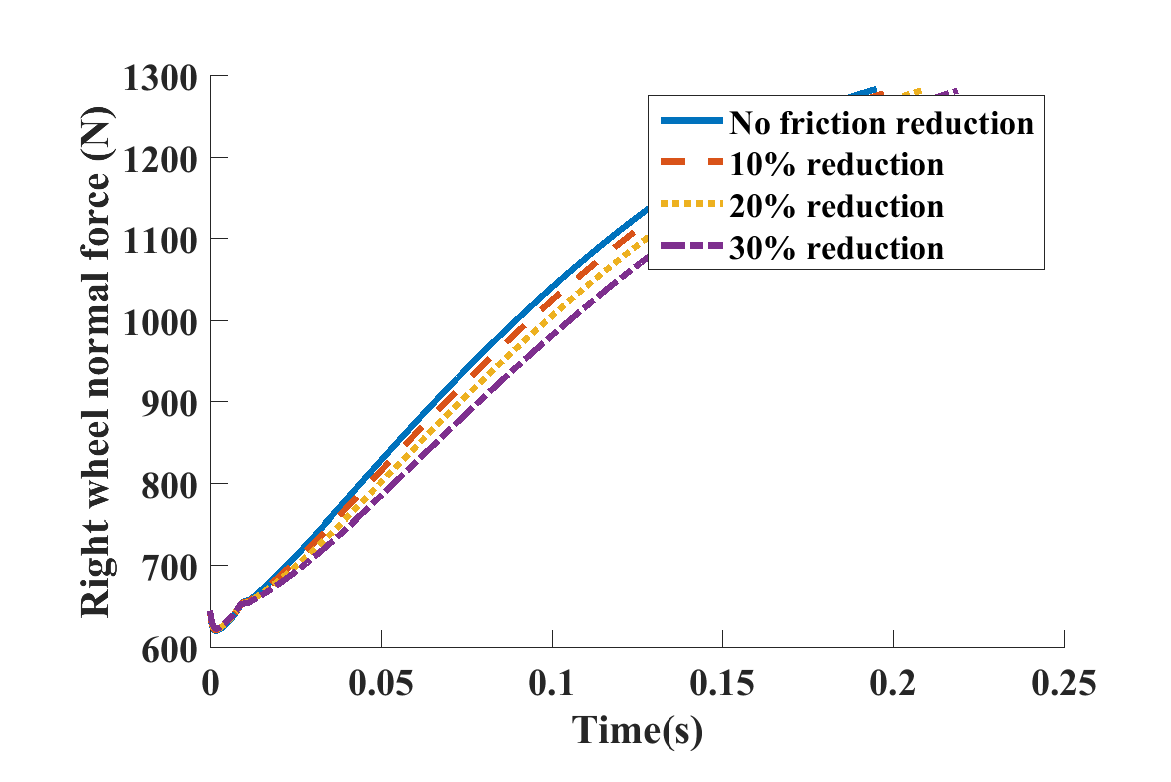 Right wheel normal force (N)
1300
1200
1100
1000
900
800
700
600
No friction reduction
10% reduction
20% reduction
30% reduction
0
0.05
0.1
0.15
0.2
0.25
Time(s)